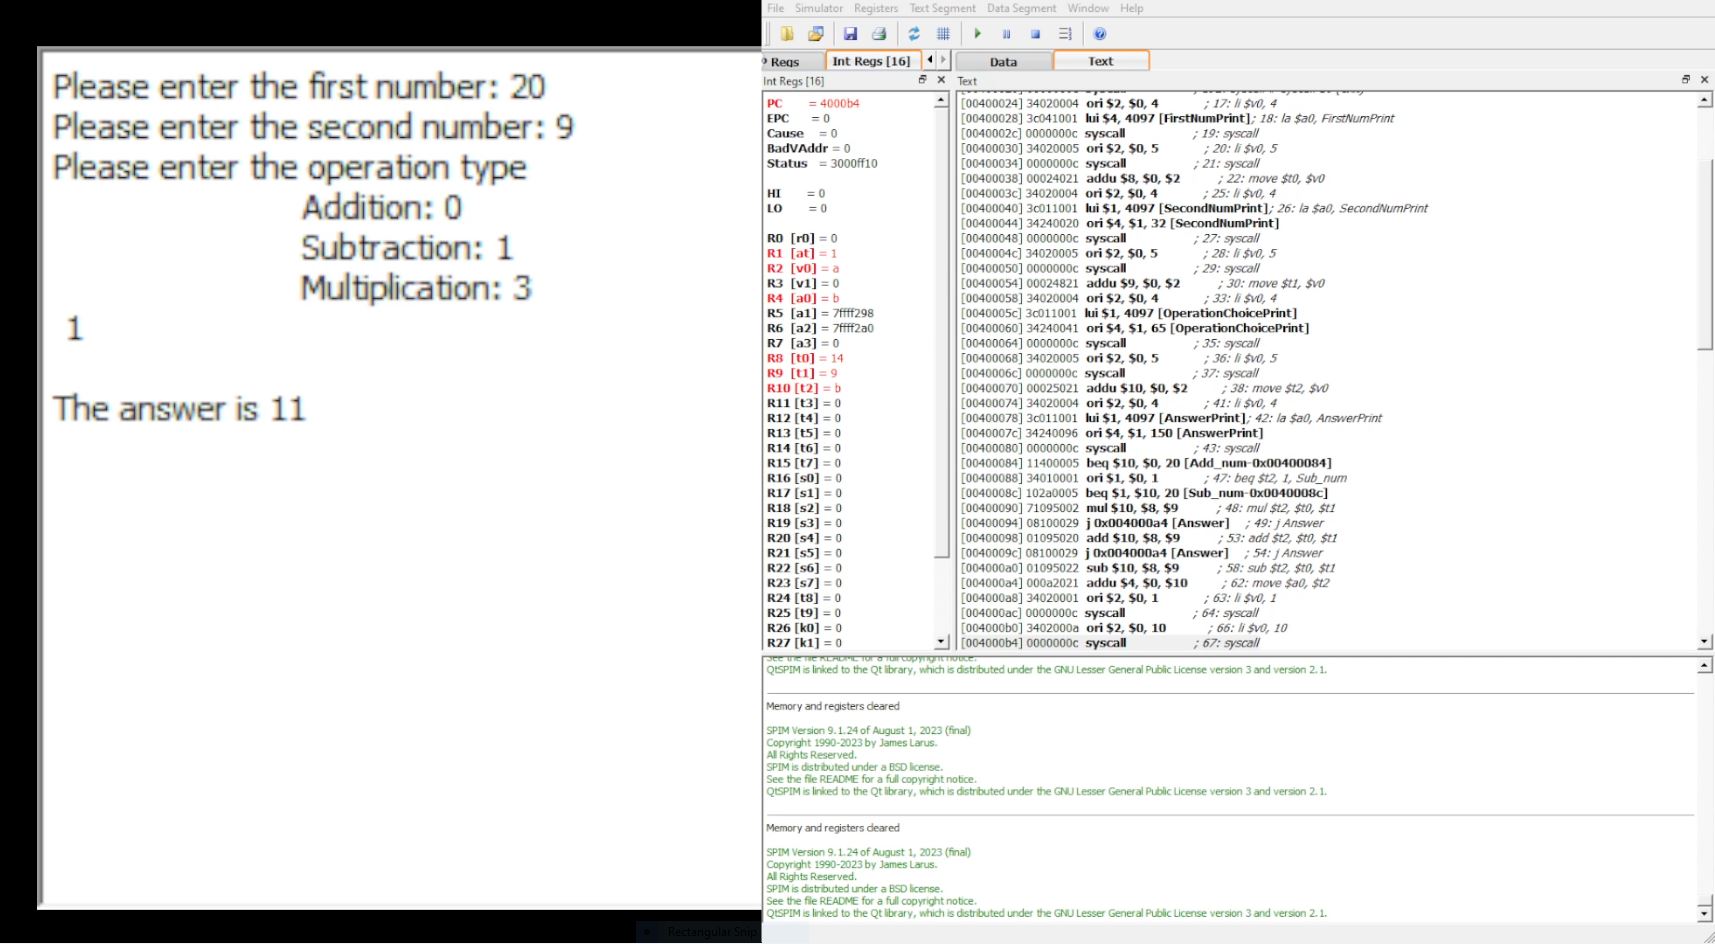 Please enter the first number: 20
Please enter the second number: 9
Please enter the operation type
Addition: 0
Subtraction: 1
Multiplication: 3
1
The answer is 11
File Simulator Registers Text Segment Data Segment Window Help
Regs Int Regs [16] Data Text
Int Regs [16]
PC = 4000b4
EPC = 0
Cause = 0
BadVAddr = 0
Status = 3000ff10
HI = 0
LO = 0
R0 [r0] = 0
R1 [at] = 1
R2 [v0] = a
R3 [v1] = 0
R4 [a0] = b
R5 [a1] = 7ffff298
R6 [a2] = 7ffff2a0
R7 [a3] = 0
R8 [t0] = 14
R9 [t1] = 9
R10 [t2] = b
R11 [t3] = 0
R12 [t4] = 0
R13 [t5] = 0
R14 [t6] = 0
R15 [t7] = 0
R16 [s0] = 0
R17 [s1] = 0
R18 [s2] = 0
R19 [s3] = 0
R20 [s4] = 0
R21 [s5] = 0
R22 [s6] = 0
R23 [s7] = 0
R24 [t8] = 0
R25 [t9] = 0
R26 [k0] = 0
R27 [k1] = 0
Text
[00400024] 34020004 ori $2, $0, 4 ; 17: li $v0, 4
[00400028] 3c041001 lui $4, 4097 [FirstNumPrint]; 18: la $a0, FirstNumPrint
[0040002c] 0000000c syscall ; 19: syscall
[00400030] 34020005 ori $2, $0, 5 ; 20: li $v0, 5
[00400034] 0000000c syscall ; 21: syscall
[00400038] 00024021 addu $8, $0, $2 ; 22: move $t0, $v0
[0040003c] 34020004 ori $2, $0, 4 ; 25: li $v0, 4
[00400040] 3c011001 lui $1, 4097 [SecondNumPrint]; 26: la $a0, SecondNumPrint
[00400044] 34240020 ori $4, $1, 32 [SecondNumPrint]
[00400048] 0000000c syscall ; 27: syscall
[0040004c] 34020005 ori $2, $0, 5 ; 28: li $v0, 5
[00400050] 0000000c syscall ; 29: syscall
[00400054] 00024821 addu $9, $0, $2 ; 30: move $t1, $v0
[00400058] 34020004 ori $2, $0, 4 ; 33: li $v0, 4
[0040005c] 3c011001 lui $1, 4097 [OperationChoicePrint]
[00400060] 34240041 ori $4, $1, 65 [OperationChoicePrint]
[00400064] 0000000c syscall ; 35: syscall
[00400068] 34020005 ori $2, $0, 5 ; 36: li $v0, 5
[0040006c] 0000000c syscall ; 37: syscall
[00400070] 00025021 addu $10, $0, $2 ; 38: move $t2, $v0
[00400074] 34020004 ori $2, $0, 4 ; 41: li $v0, 4
[00400078] 3c011001 lui $1, 4097 [AnswerPrint]; 42: la $a0, AnswerPrint
[0040007c] 34240096 ori $4, $1, 150 [AnswerPrint]
[00400080] 0000000c syscall ; 43: syscall
[00400084] 11400005 beq $10, $0, 20 [Add_num-0x00400084]
[00400088] 34010001 ori $1, $0, 1 ; 47: beq $t2, 1, Sub_num
[0040008c] 102a0005 beq $1, $10, 20 [Sub_num-0x0040008c]
[00400090] 71095002 mul $10, $8, $9 ; 48: mul $t2, $t0, $t1
[00400094] 08100029 j 0x004000a4 [Answer] ; 49: j Answer
[00400098] 01095020 add $10, $8, $9 ; 53: add $t2, $t0, $t1
[0040009c] 08100029 j 0x004000a4 [Answer] ; 54: j Answer
[004000a0] 01095022 sub $10, $8, $9 ; 58: sub $t2, $t0, $t1
[004000a4] 000a2021 addu $4, $0, $10 ; 62: move $a0, $t2
[004000a8] 34020001 ori $2, $0, 1 ; 63: li $v0, 1
[004000ac] 0000000c syscall ; 64: syscall
[004000b0] 3402000a ori $2, $0, 10 ; 66: li $v0, 10
[004000b4] 0000000c syscall ; 67: syscall
See the file README for a full copyright notice.
QtSPIM is linked to the Qt library, which is distributed under the GNU Lesser General Public License version 3 and version 2.1.
Memory and registers cleared
SPIM Version 9.1.24 of August 1, 2023 (final)
Copyright 1990-2023 by James Larus.
All Rights Reserved.
SPIM is distributed under a BSD license.
See the file README for a full copyright notice.
QtSPIM is linked to the Qt library, which is distributed under the GNU Lesser General Public License version 3 and version 2.1.
Memory and registers cleared
SPIM Version 9.1.24 of August 1, 2023 (final)
Copyright 1990-2023 by James Larus.
All Rights Reserved.
SPIM is distributed under a BSD license.
See the file README for a full copyright notice.
QtSPIM is linked to the Qt library, which is distributed under the GNU Lesser General Public License version 3 and version 2.1.
Rectangular Snip